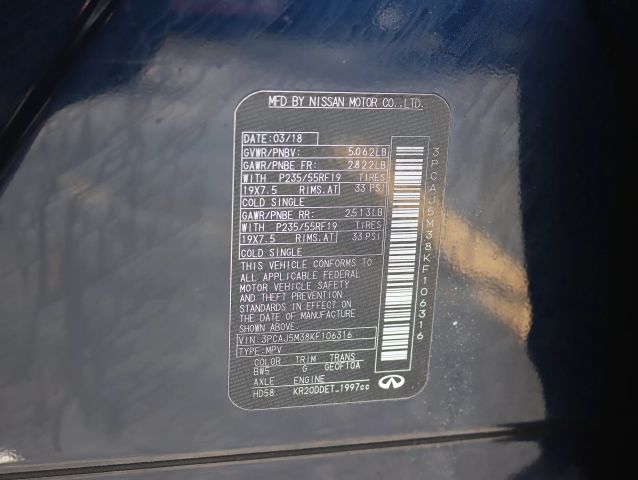 MFD BY NISSAN MOTOR CO.,LTD.
DATE:03/18
GVWR/PNBV: 5,062LB
GAWR/PNBE FR: 2,822LB
WITH P235/55RF19 TIRES
19X7.5 RIMS,AT 33 PSI
COLD SINGLE
GAWR/PNBE RR: 2,513LB
WITH P235/55RF19 TIRES
19X7.5 RIMS,AT 33 PSI
COLD SINGLE
THIS VEHICLE CONFORMS TO
ALL APPLICABLE FEDERAL
MOTOR VEHICLE SAFETY
AND THEFT PREVENTION
STANDARDS IN EFFECT ON
THE DATE OF MANUFACTURE
SHOWN ABOVE.
VIN:3PCAJ5M38KF106316
TYPE:MPV
COLOR TRIM TRANS
BW5 G GE0F10A
AXLE ENGINE
HD58 KR20DDET_1997cc
3PCAJ5M38KF106316